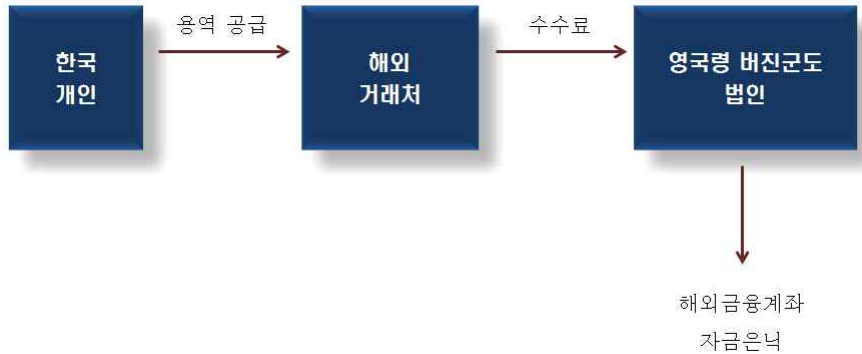 용역 공급
수수료
한국
개인
해외
거래처
영국령 버진군도
법인
해외금융계좌
자금은닉